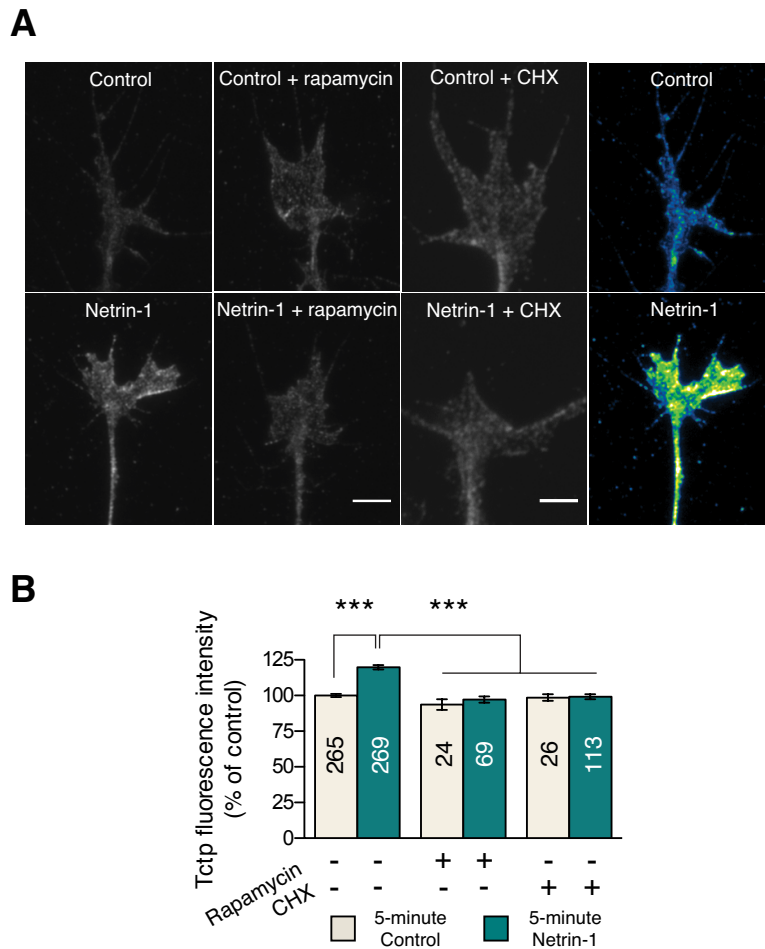 A
Control
Control + rapamycin
Control + CHX
Control
Netrin-1
Netrin-1 + rapamycin
Netrin-1 + CHX
Netrin-1
B
*** ***
Tctp fluorescence intensity
(% of control)
125
100
75
50
25
0
265
269
24
69
26
113
Rapamycin - - + + - -
CHX - - - - + +
5-minute
Control
5-minute
Netrin-1